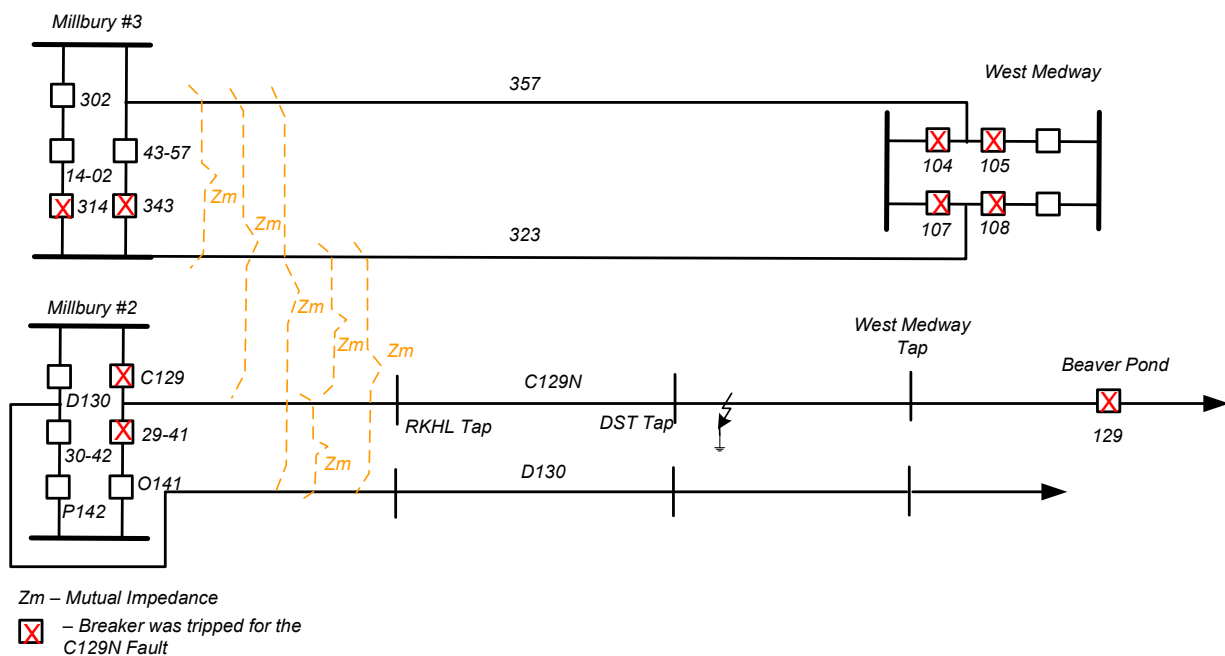 Millbury #3
302
14-02
43-57
314
343
Zm
Zm
Zm
Zm
Zm
Zm
357
323
West Medway
104
105
107
108
Millbury #2
C129
D130
29-41
30-42
O141
P142
RKHL Tap
C129N
DST Tap
West Medway
Tap
Beaver Pond
129
D130
Zm – Mutual Impedance
X – Breaker was tripped for the
C129N Fault